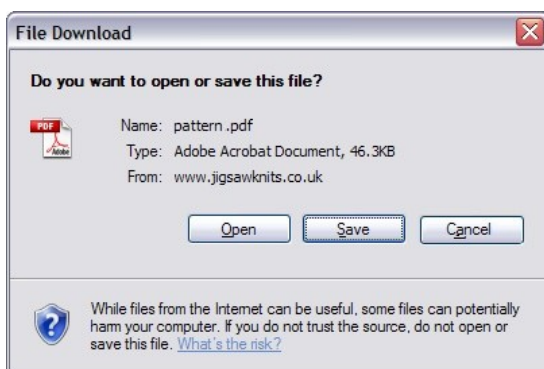 File Download
Do you want to open or save this file?
PDF
Adobe
Name: pattern .pdf
Type: Adobe Acrobat Document, 46.3KB
From: www.jigsawknits.co.uk
Open Save Cancel
While files from the Internet can be useful, some files can potentially
harm your computer. If you do not trust the source, do not open or
save this file. What's the risk?